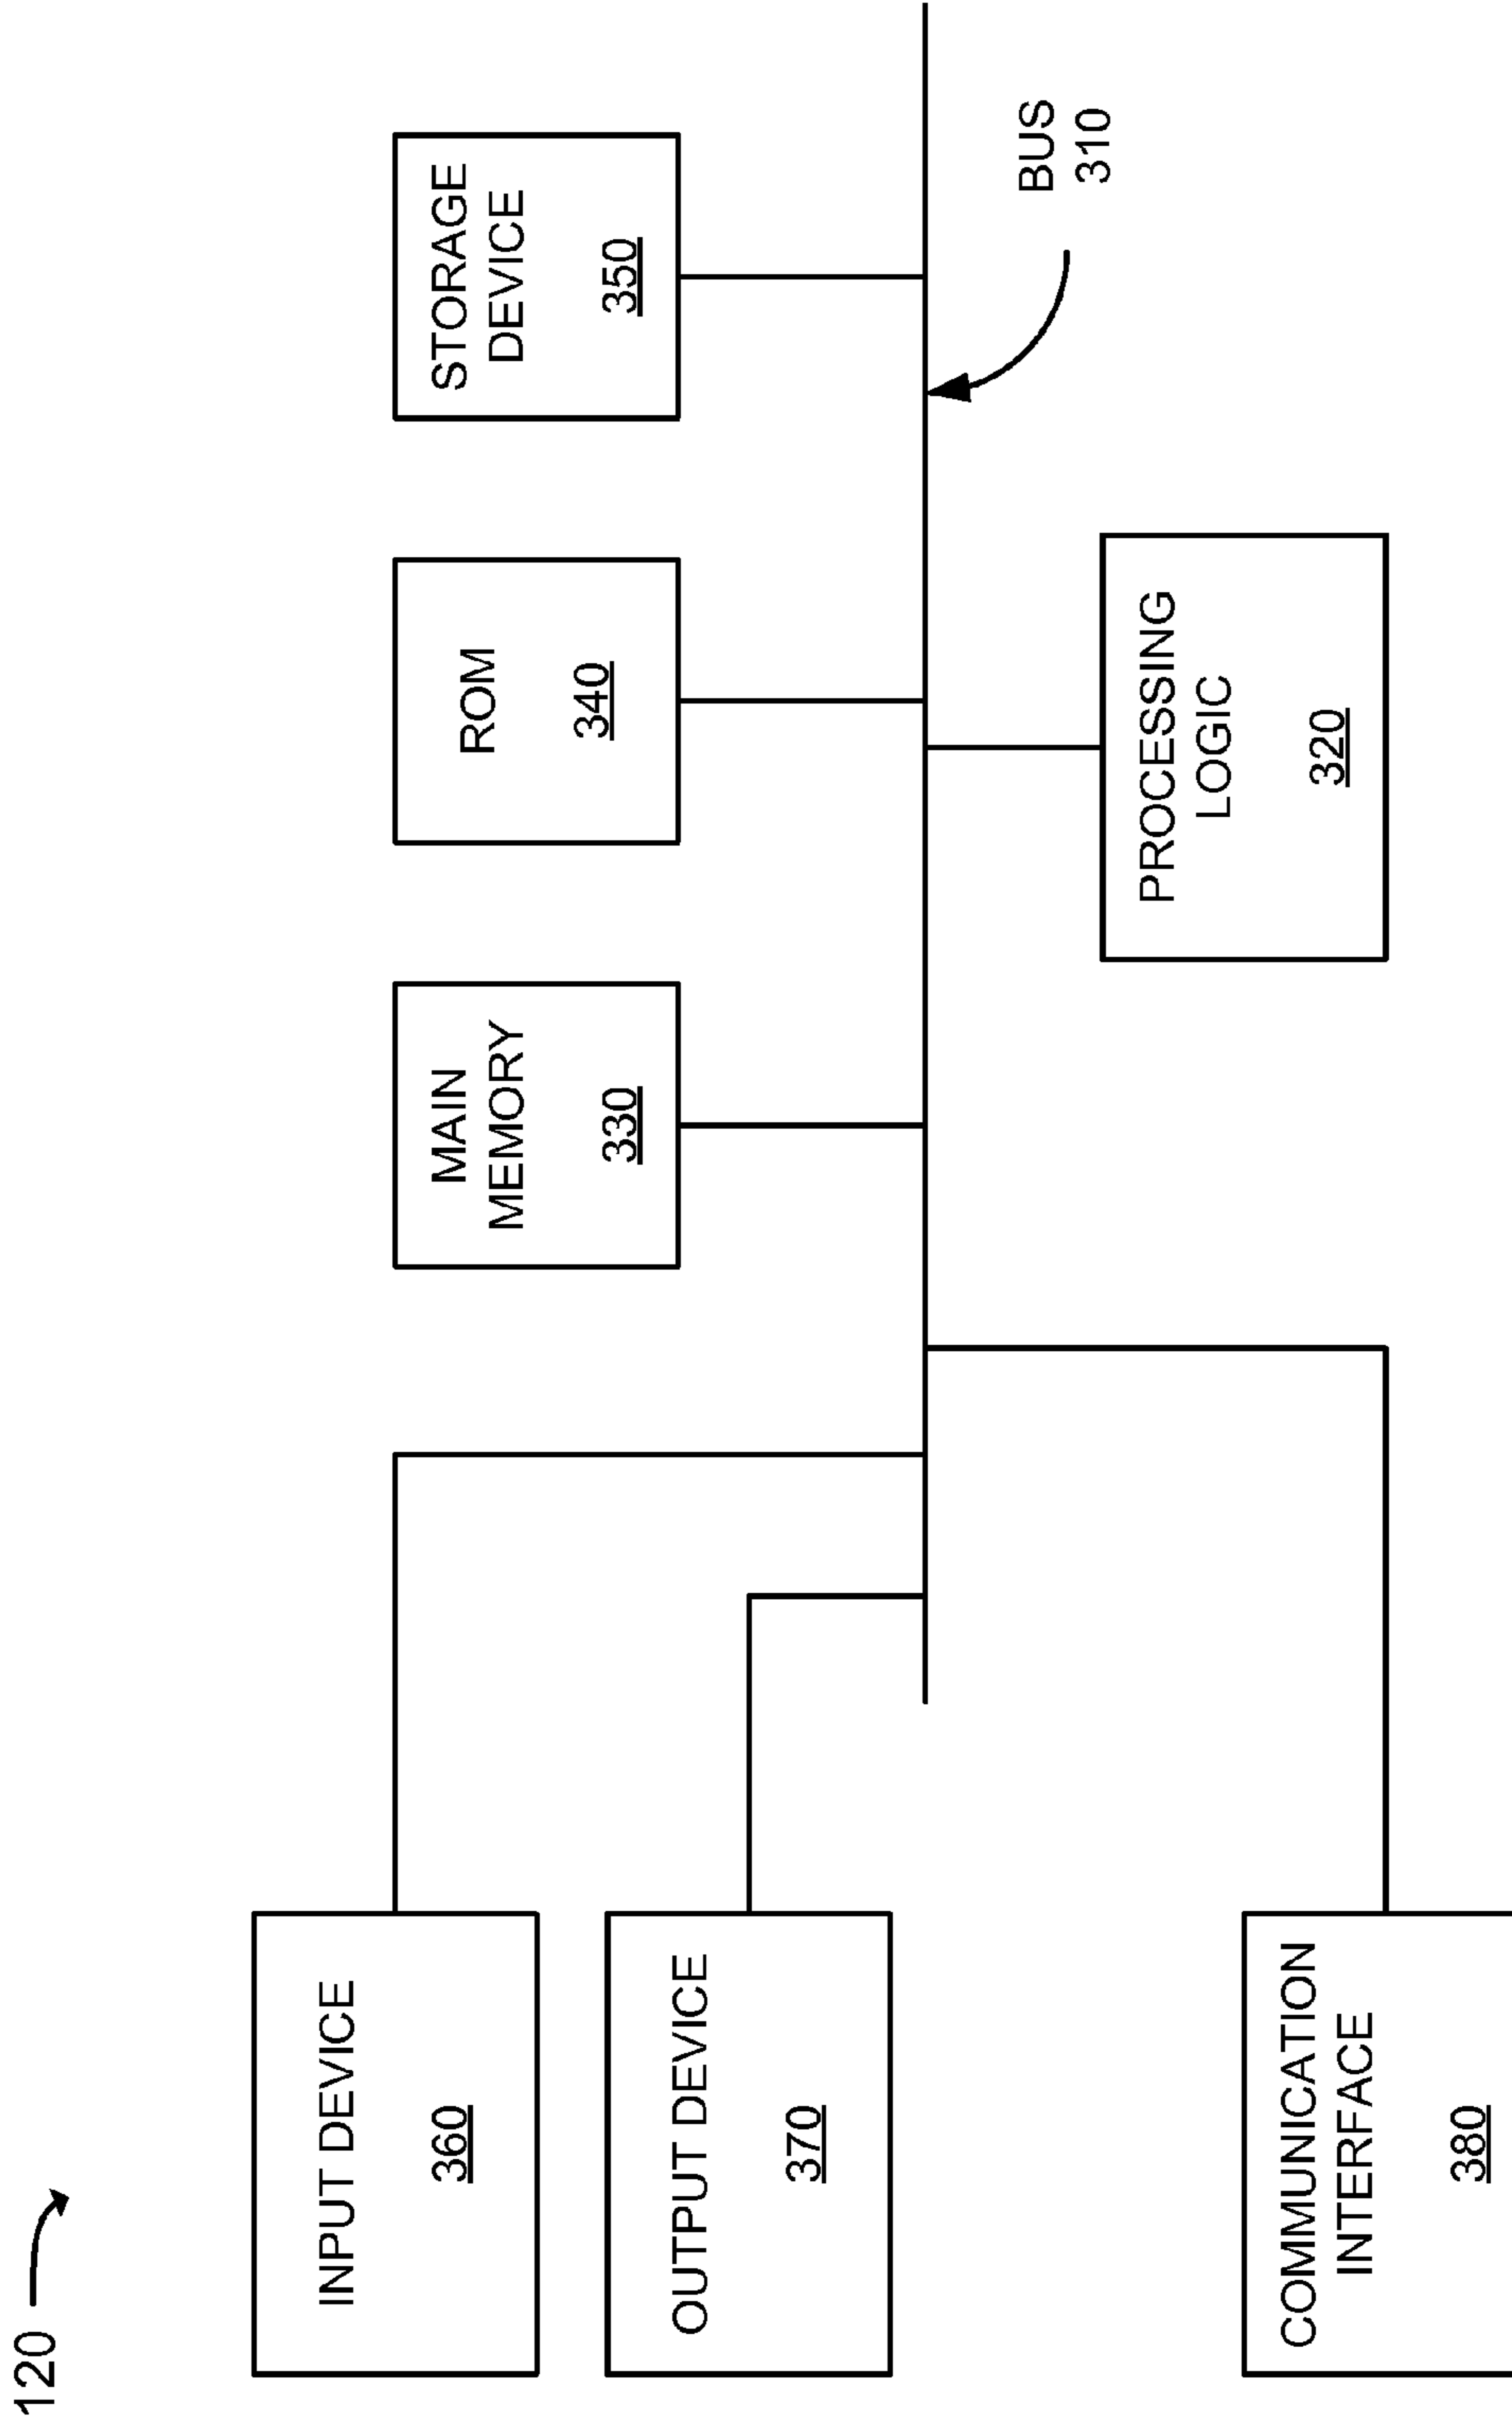 120
INPUT DEVICE
360
OUTPUT DEVICE
370
COMMUNICATION
INTERFACE
380
MAIN
MEMORY
330
ROM
340
STORAGE
DEVICE
350
PROCESSING
LOGIC
320
BUS
310